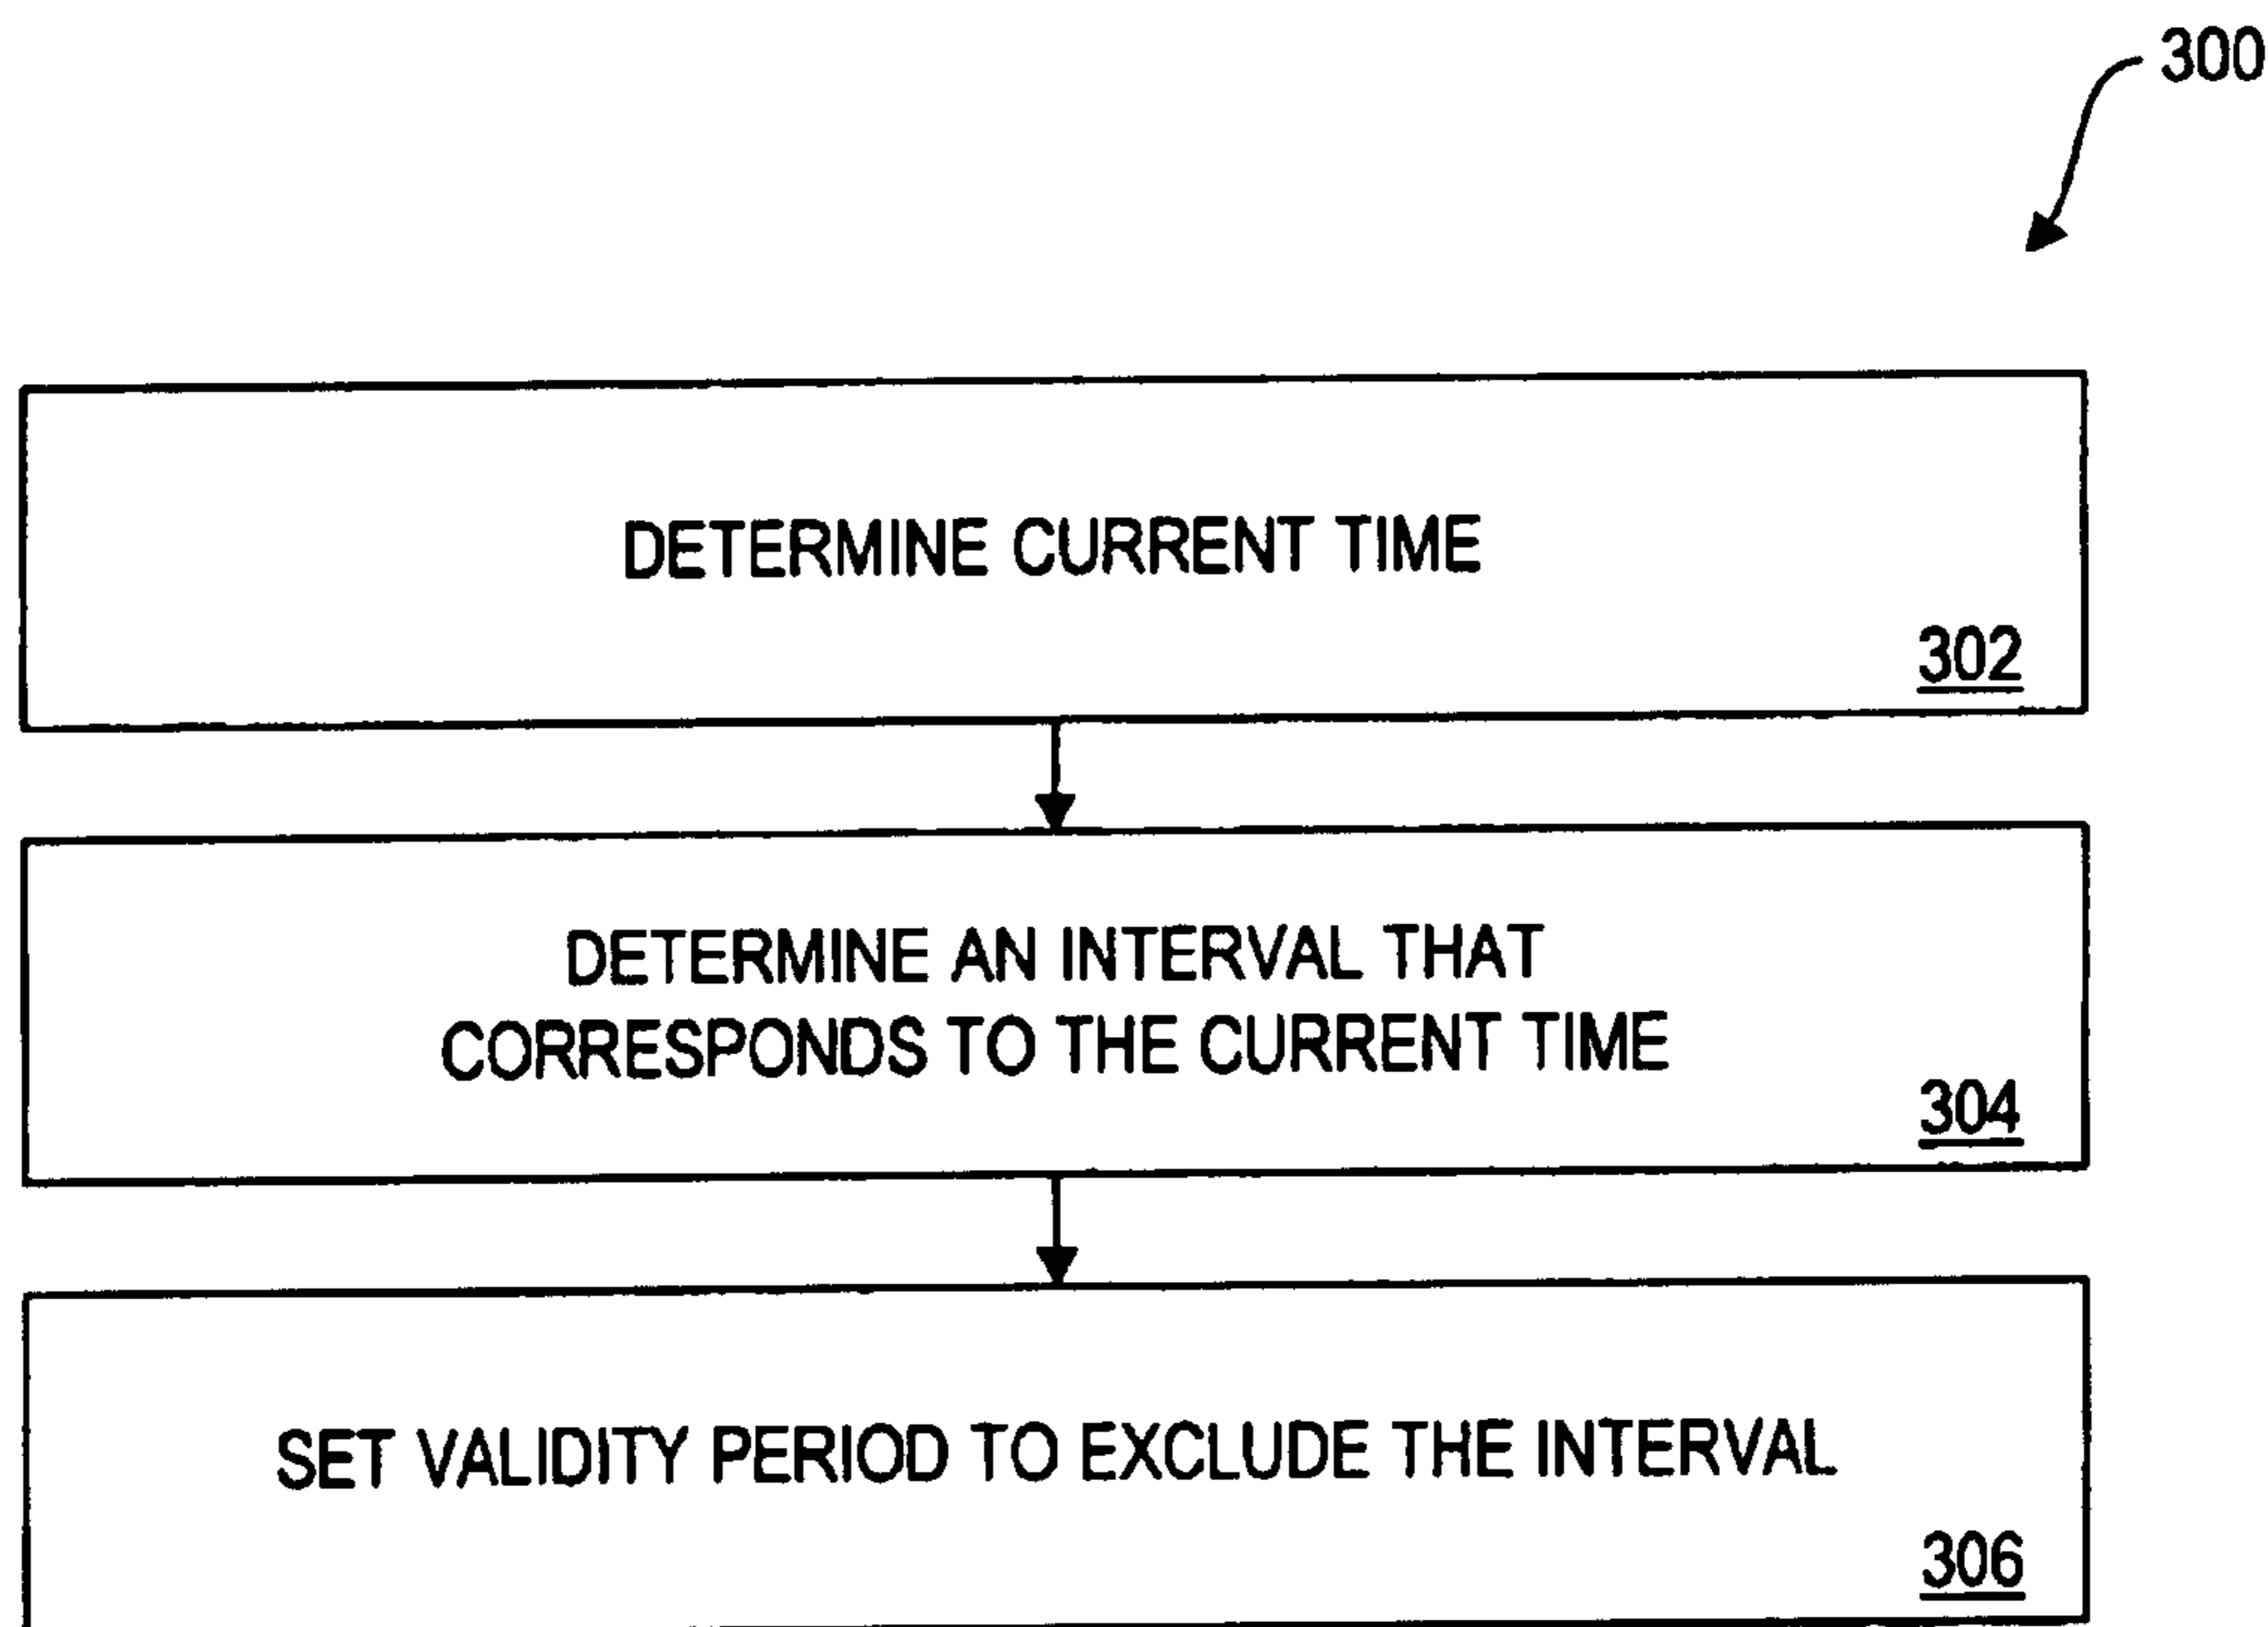 300
DETERMINE CURRENT TIME
302
DETERMINE AN INTERVAL THAT
CORRESPONDS TO THE CURRENT TIME
304
SET VALIDITY PERIOD TO EXCLUDE THE INTERVAL
306